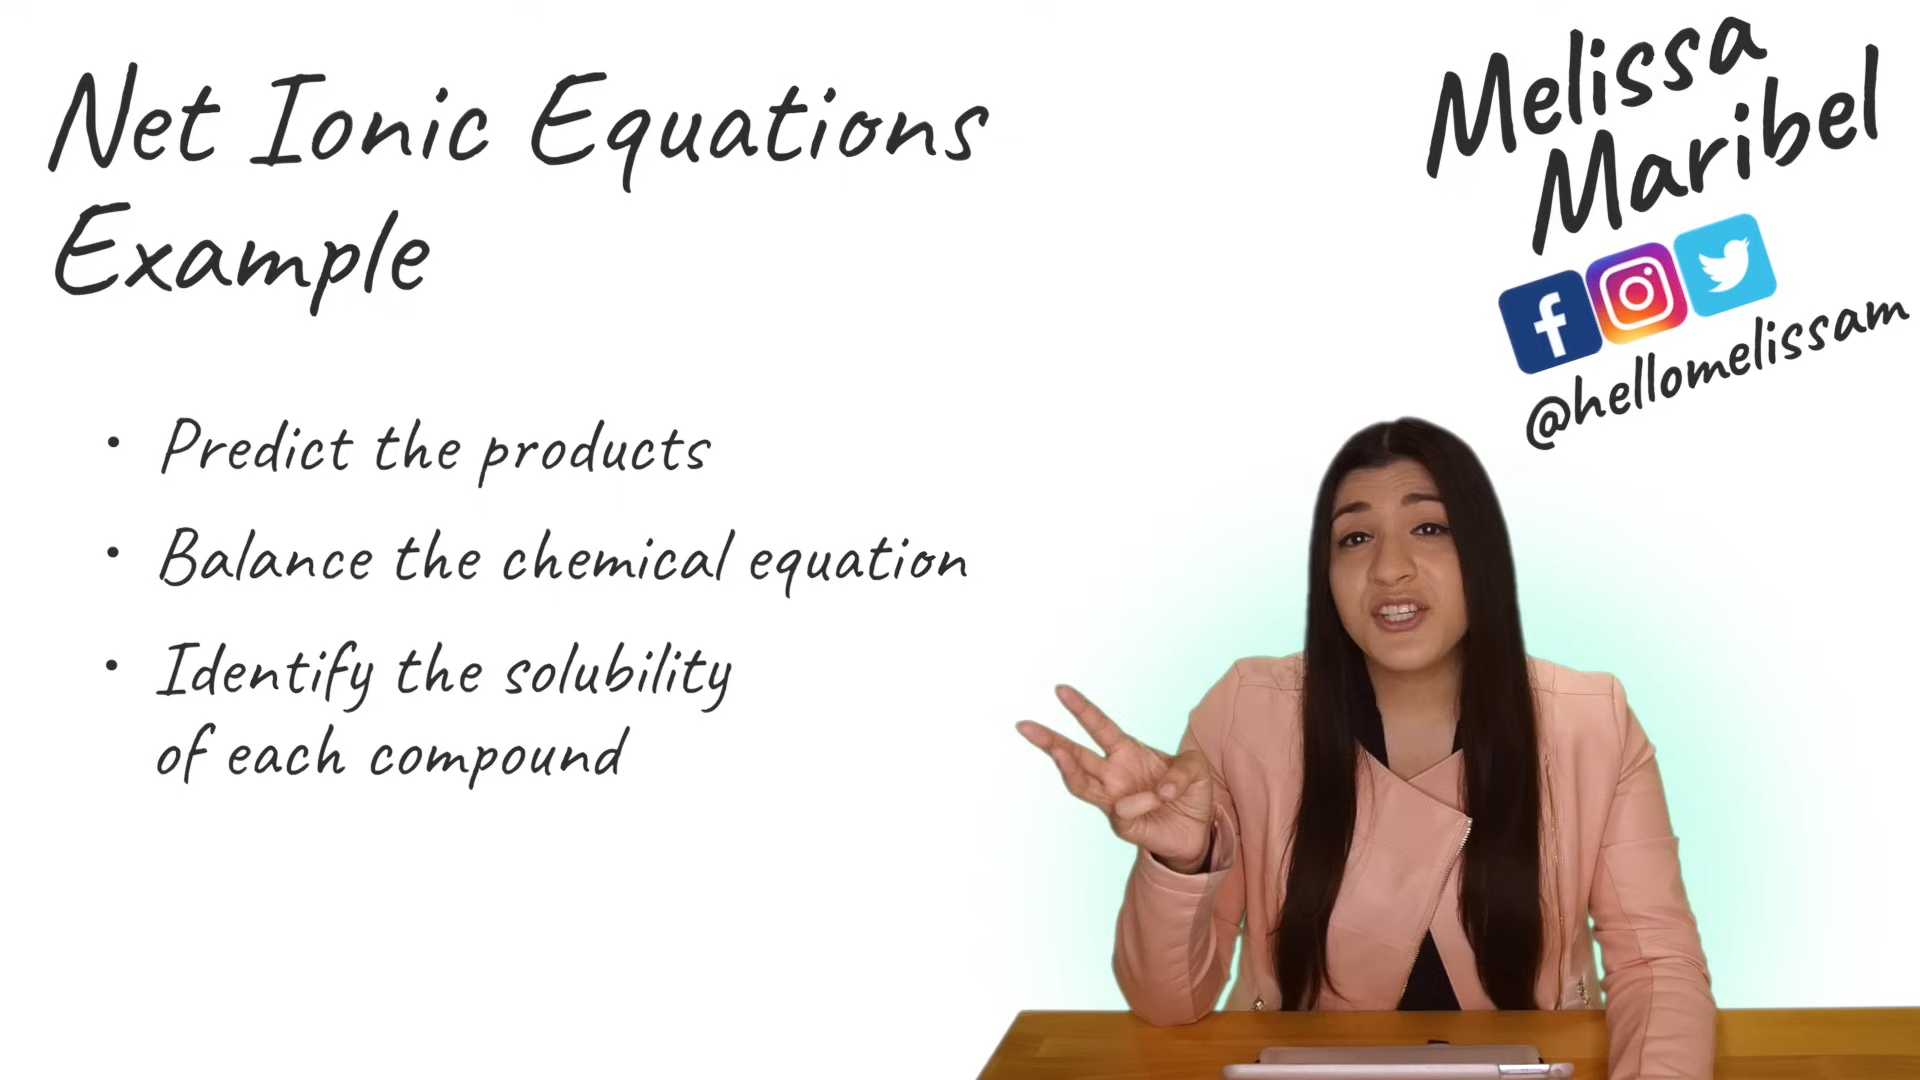 Net Ionic Equations
Example
• Predict the products
• Balance the chemical equation
• Identify the solubility
of each compound
Melissa
Maribel
@hellomelissam